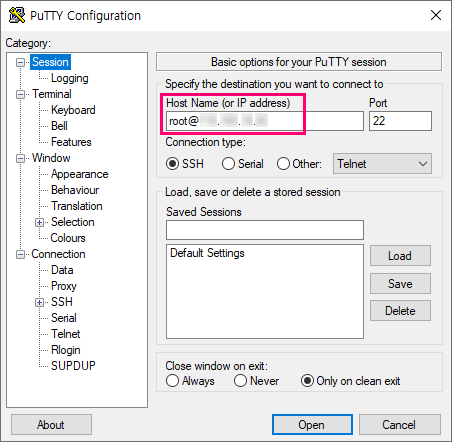 PuTTY Configuration
Category:
Session
Logging
Terminal
Keyboard
Bell
Features
Window
Appearance
Behaviour
Translation
Selection
Colours
Connection
Data
Proxy
SSH
Serial
Telnet
Rlogin
SUPDUP
Basic options for your PuTTY session
Specify the destination you want to connect to
Host Name (or IP address) Port
root@ 22
Connection type:
SSH Serial Other: Telnet
Load, save or delete a stored session
Saved Sessions
Default Settings
Load
Save
Delete
Close window on exit:
Always Never Only on clean exit
About Open Cancel